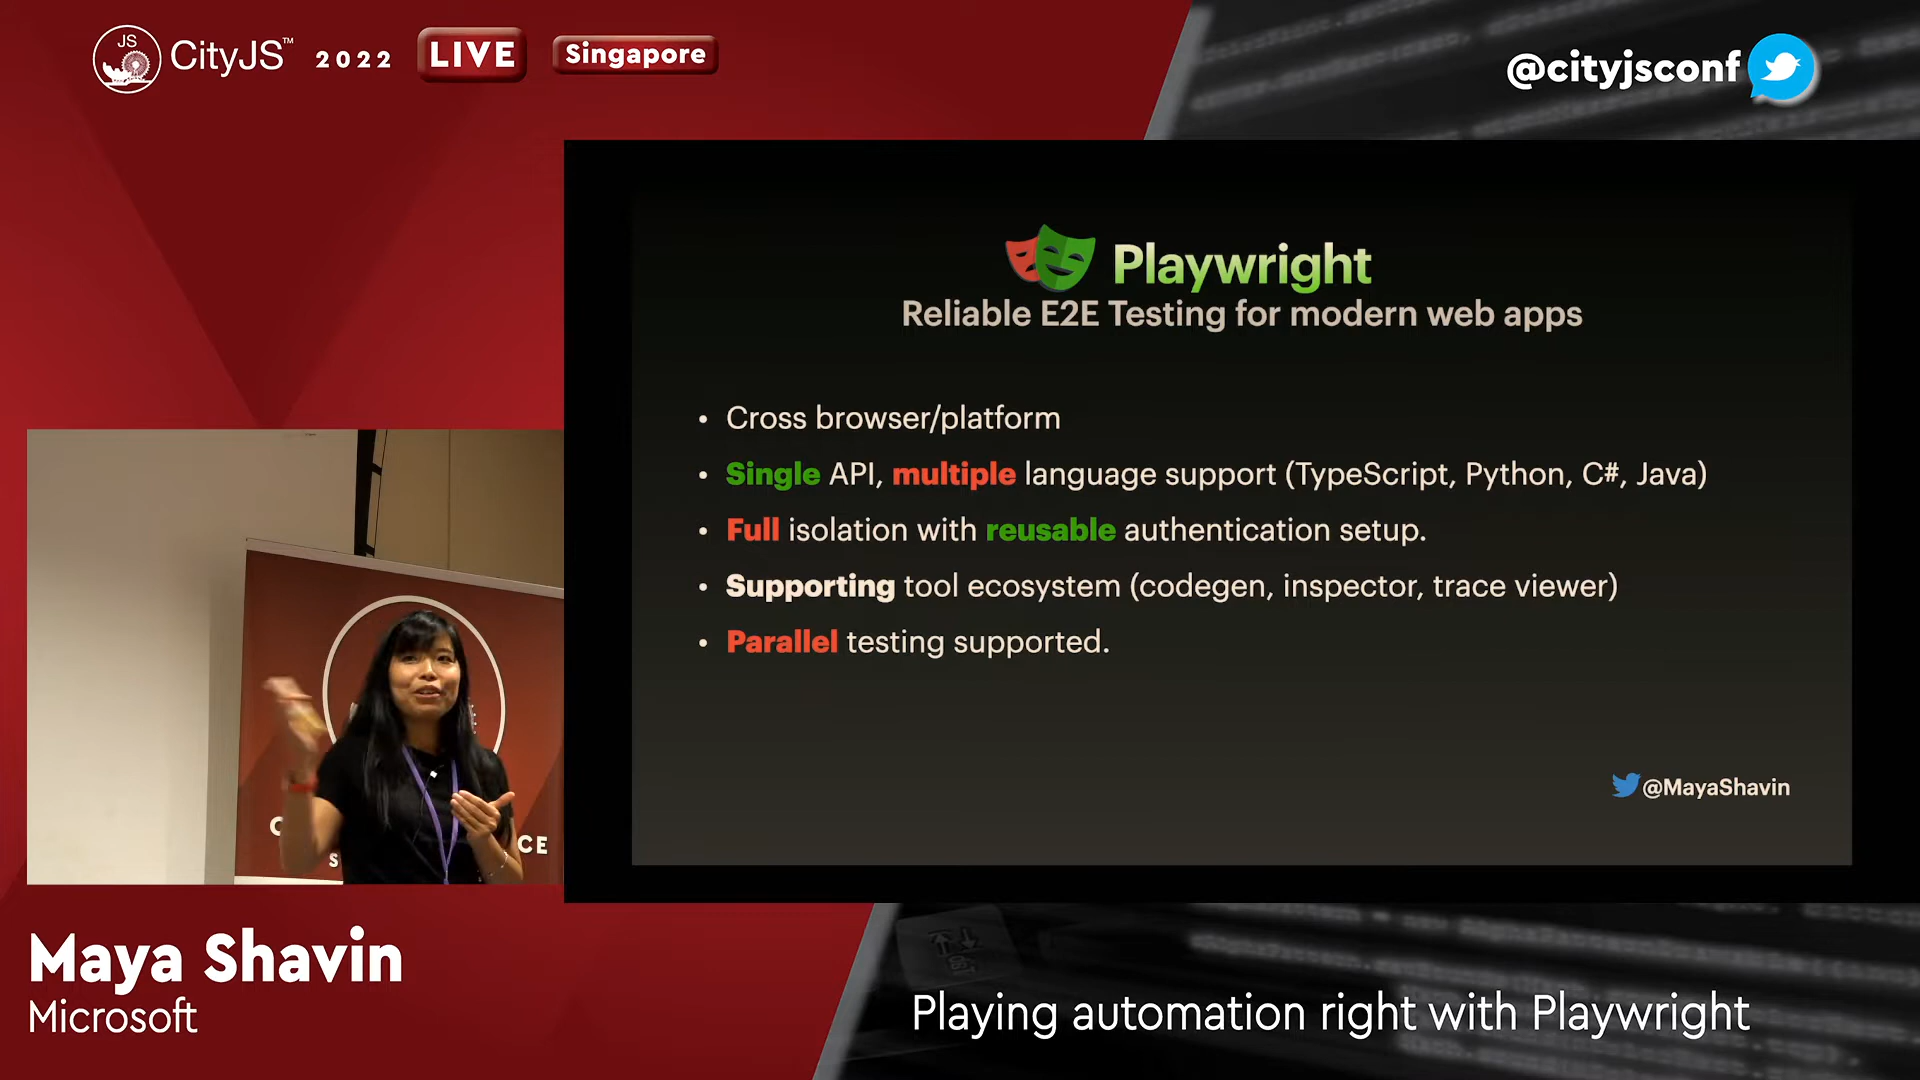 JS
CityJS™ 2022 LIVE Singapore
@cityjsconf
Playwright
Reliable E2E Testing for modern web apps
• Cross browser/platform
• Single API, multiple language support (TypeScript, Python, C#, Java)
• Full isolation with reusable authentication setup.
• Supporting tool ecosystem (codegen, inspector, trace viewer)
• Parallel testing supported.
@MayaShavin
CE
Maya Shavin
Microsoft
Playing automation right with Playwright